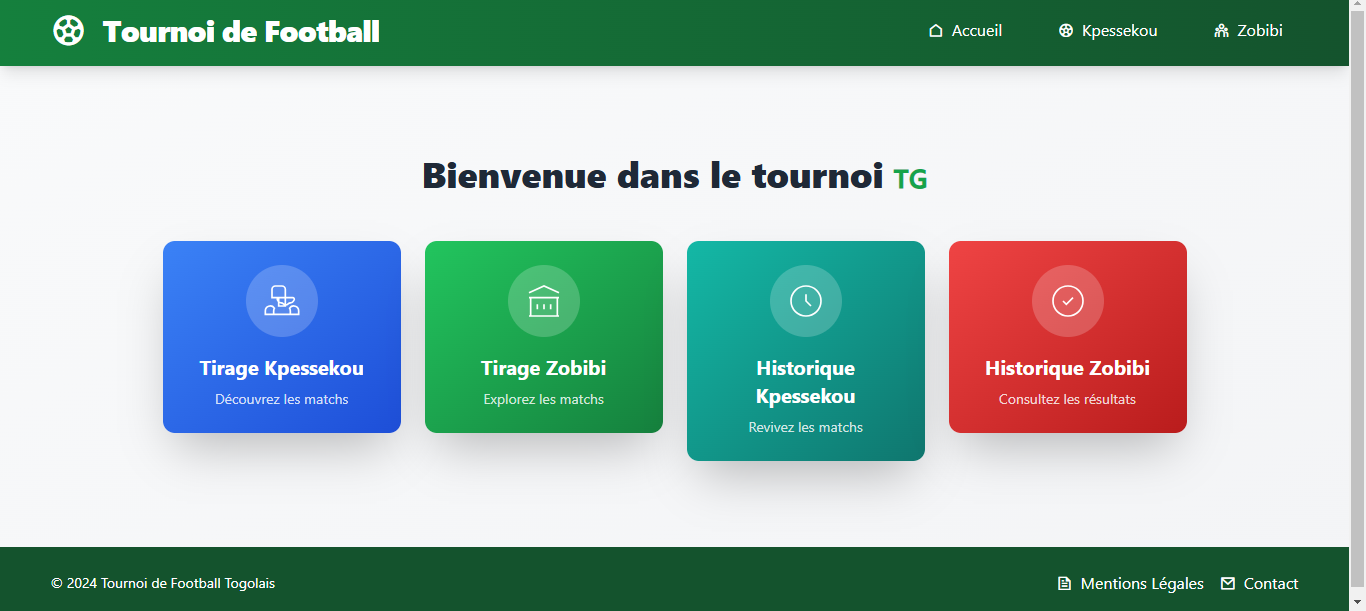 Tournoi de Football
Accueil
Kpessekou
Zobibi
Bienvenue dans le tournoi TG
Tirage Kpessekou
Découvrez les matchs
Tirage Zobibi
Explorez les matchs
Historique
Kpessekou
Revivez les matchs
Historique Zobibi
Consultez les résultats
© 2024 Tournoi de Football Togolais
Mentions Légales
Contact